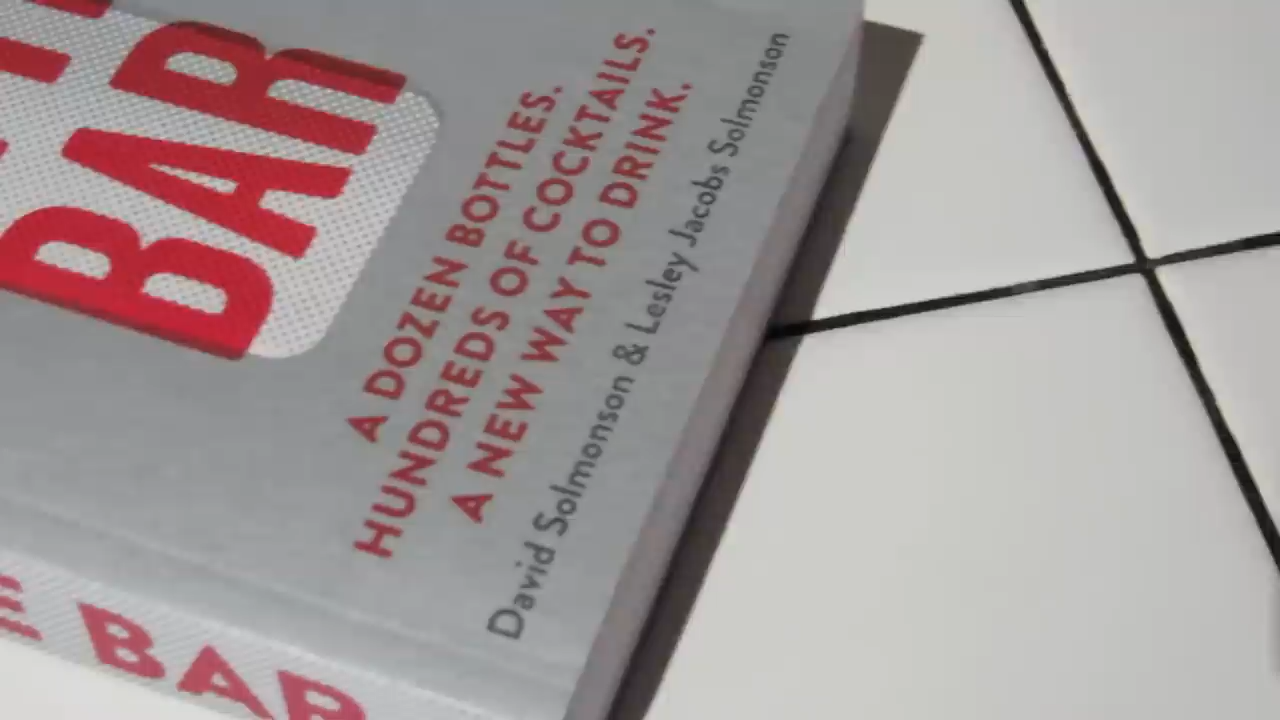 BAR
A DOZEN BOTTLES.
HUNDREDS OF COCKTAILS.
A NEW WAY TO DRINK.
David Solmonson & Lesley Jacobs Solmonson
E BAR